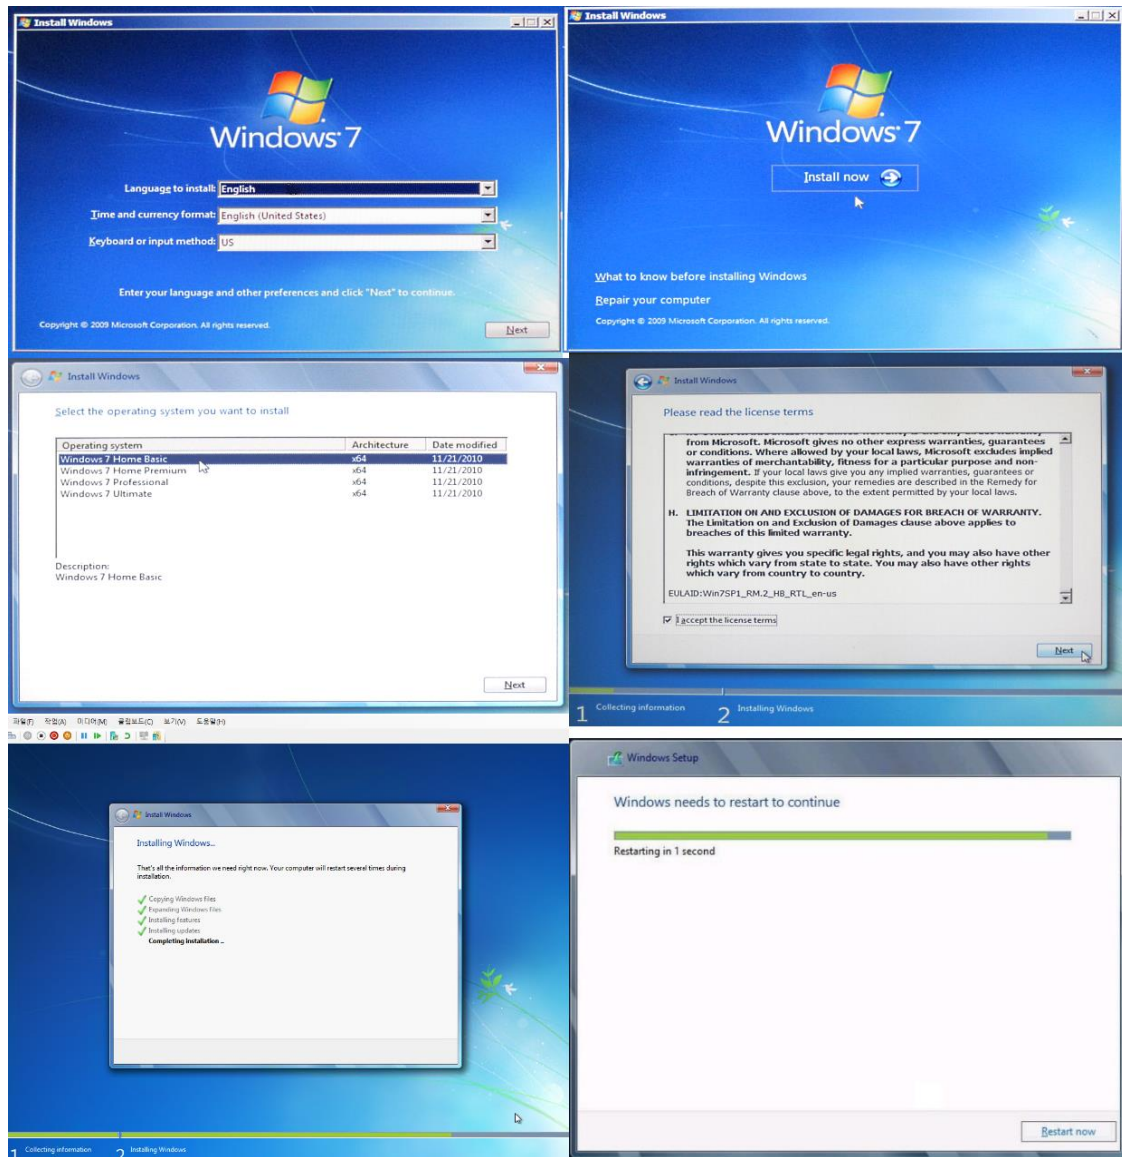 Install Windows
Windows 7
Language to install: English
Time and currency format: English (United States)
Keyboard or input method: US
Enter your language and other preferences and click "Next" to continue.
Copyright © 2009 Microsoft Corporation. All rights reserved.
Next
Install Windows
Windows 7
Install now
What to know before installing Windows
Repair your computer
Copyright © 2009 Microsoft Corporation. All rights reserved.
Install Windows
Select the operating system you want to install
Operating system Architecture Date modified
Windows 7 Home Basic x64 11/21/2010
Windows 7 Home Premium x64 11/21/2010
Windows 7 Professional x64 11/21/2010
Windows 7 Ultimate x64 11/21/2010
Description:
Windows 7 Home Basic
Next
Install Windows
Please read the license terms
from Microsoft. Microsoft gives no other express warranties, guarantees
or conditions. Where allowed by your local laws, Microsoft excludes implied
warranties of merchantability, fitness for a particular purpose and non-
infringement. If your local laws give you any implied warranties, guarantees or
conditions, despite this exclusion, your remedies are described in the Remedy for
Breach of Warranty clause above, to the extent permitted by your local laws.
H. LIMITATION ON AND EXCLUSION OF DAMAGES FOR BREACH OF WARRANTY.
The Limitation on and Exclusion of Damages clause above applies to
breaches of this limited warranty.
This warranty gives you specific legal rights, and you may also have other
rights which vary from state to state. You may also have other rights
which vary from country to country.
EULAID:Win7SP1_RM.2_HB_RTL_en-us
I accept the license terms
Next
1 Collecting information 2 Installing Windows
파일(F) 작업(A) 미디어(M) 클립보드(C) 보기(V) 도움말(H)
Install Windows
Installing Windows...
That's all the information we need right now. Your computer will restart several times during
installation.
Copying Windows files
Expanding Windows files
Installing features
Installing updates
Completing installation ...
1 Collecting information 2 Installing Windows
Windows Setup
Windows needs to restart to continue
Restarting in 1 second
Restart now